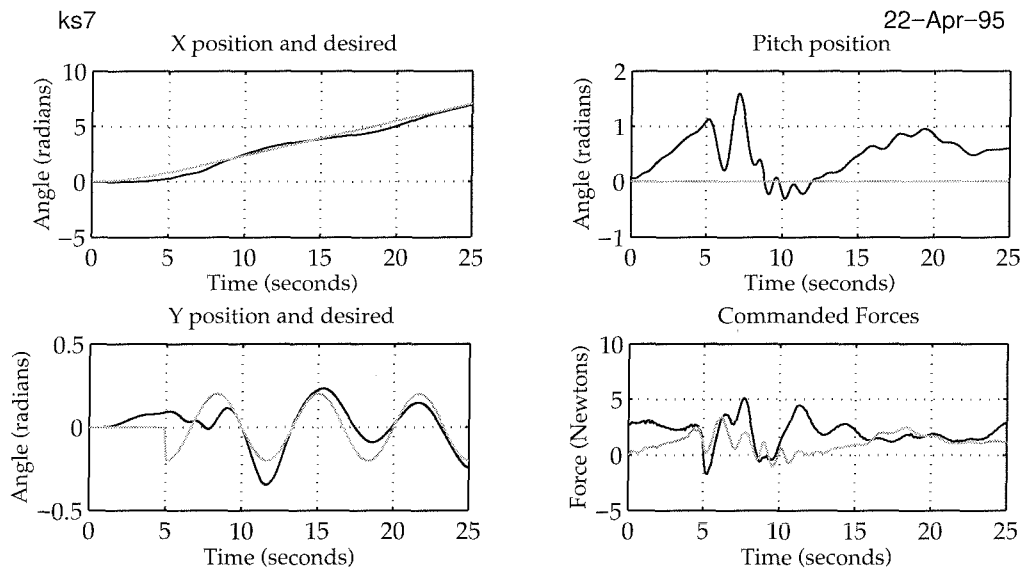 ks7
22−Apr−95
X position and desired
10
5
0
−5
Angle (radians)
0 5 10 15 20 25
Time (seconds)
Pitch position
2
1
0
−1
Angle (radians)
0 5 10 15 20 25
Time (seconds)
Y position and desired
0.5
0
−0.5
Angle (radians)
0 5 10 15 20 25
Time (seconds)
Commanded Forces
10
5
0
−5
Force (Newtons)
0 5 10 15 20 25
Time (seconds)